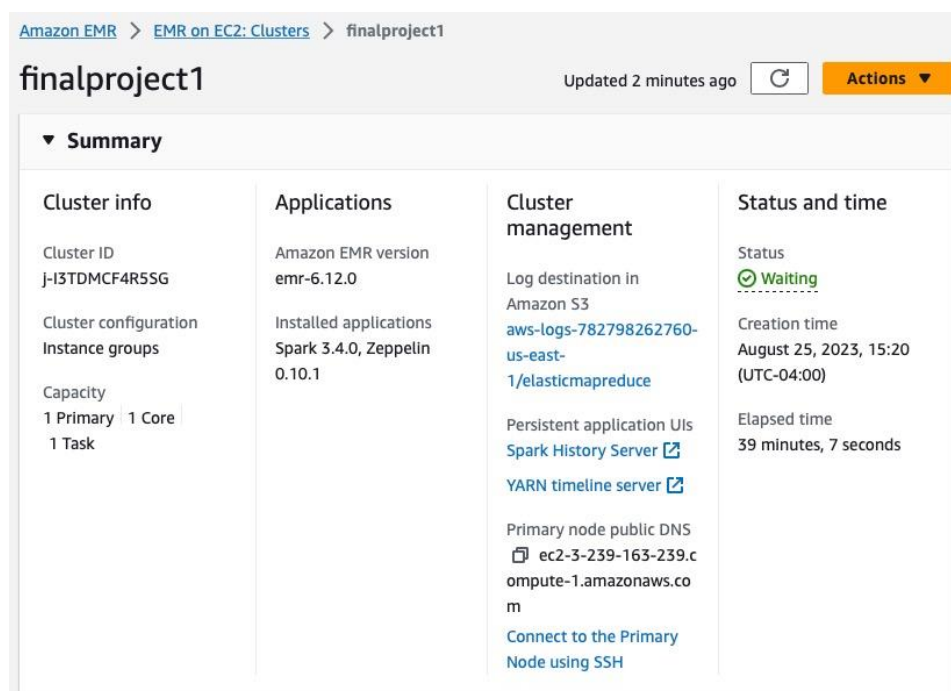 Amazon EMR > EMR on EC2: Clusters > finalproject1
finalproject1
Updated 2 minutes ago
Actions
Summary
Cluster info
Cluster ID
j-I3TDMCF4R5SG
Cluster configuration
Instance groups
Capacity
1 Primary 1 Core
1 Task
Applications
Amazon EMR version
emr-6.12.0
Installed applications
Spark 3.4.0, Zeppelin
0.10.1
Cluster
management
Log destination in
Amazon S3
aws-logs-782798262760-
us-east-
1/elasticmapreduce
Persistent application UIs
Spark History Server
YARN timeline server
Primary node public DNS
ec2-3-239-163-239.c
ompute-1.amazonaws.co
m
Connect to the Primary
Node using SSH
Status and time
Status
Waiting
Creation time
August 25, 2023, 15:20
(UTC-04:00)
Elapsed time
39 minutes, 7 seconds